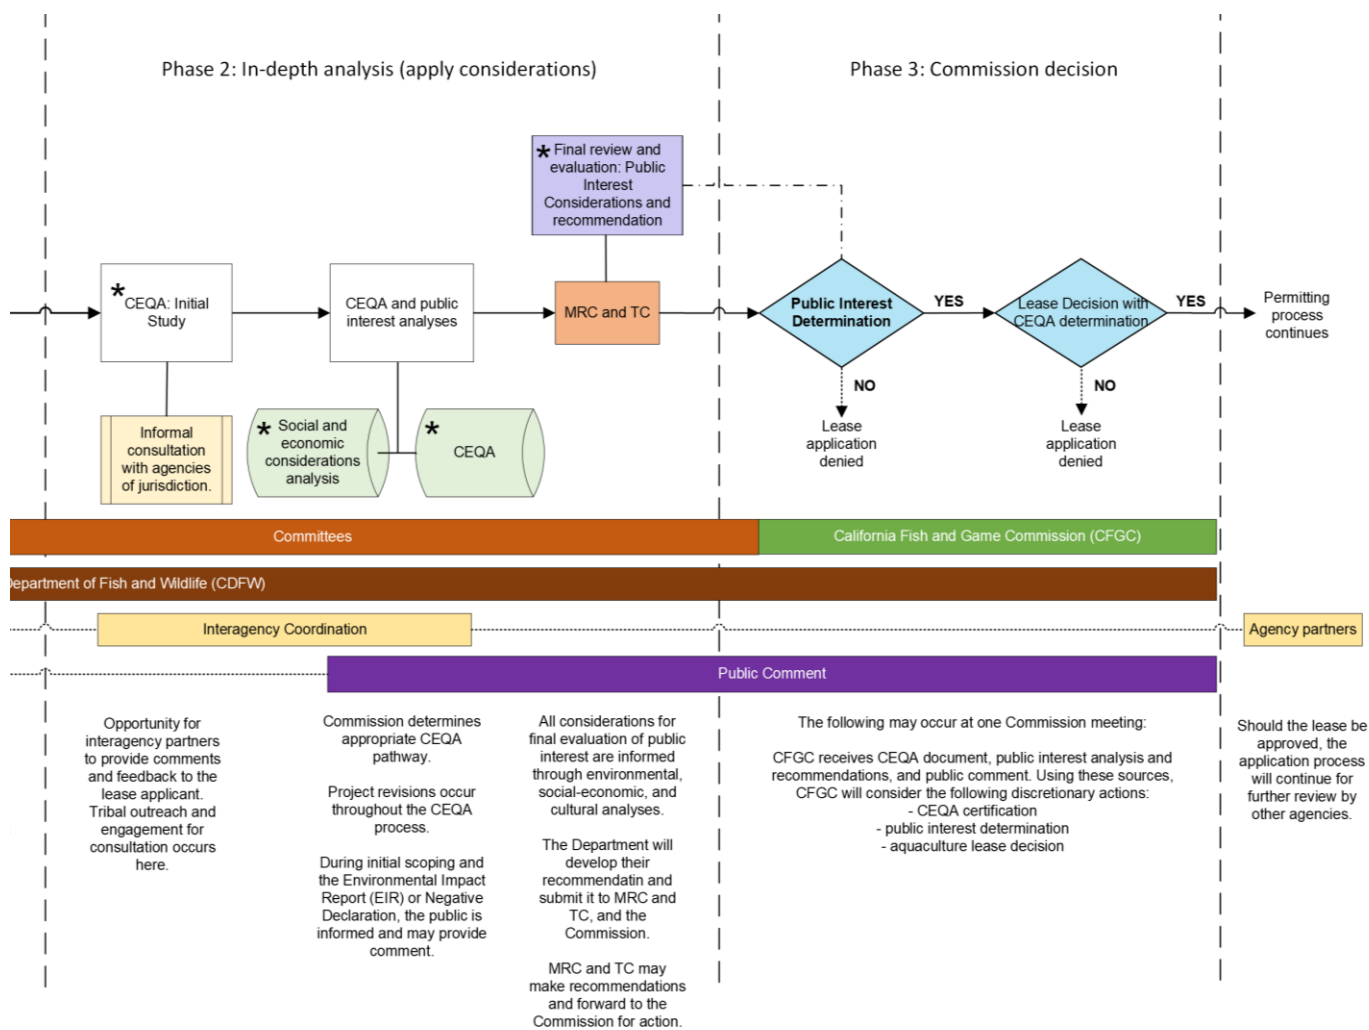 Phase 2: In-depth analysis (apply considerations)
Phase 3: Commission decision
* Final review and
evaluation: Public
Interest
Considerations and
recommendation
* CEQA: Initial
Study
CEQA and public
interest analyses
MRC and TC
Public Interest
Determination
YES
Lease Decision with
CEQA determination
YES
Permitting
process
continues
NO
Lease
application
denied
NO
Lease
application
denied
Informal
consultation
with agencies
of jurisdiction.
* Social and
economic
considerations
analysis
* CEQA
Committees
California Fish and Game Commission (CFGC)
Department of Fish and Wildlife (CDFW)
Interagency Coordination
Agency partners
Public Comment
Opportunity for
interagency partners
to provide comments
and feedback to the
lease applicant.
Tribal outreach and
engagement for
consultation occurs
here.
Commission determines
appropriate CEQA
pathway.
Project revisions occur
throughout the CEQA
process.
During initial scoping and
the Environmental Impact
Report (EIR) or Negative
Declaration, the public is
informed and may provide
comment.
All considerations for
final evaluation of public
interest are informed
through environmental,
social-economic, and
cultural analyses.
The Department will
develop their
recommendatin and
submit it to MRC and
TC, and the
Commission.
MRC and TC may
make recommendations
and forward to the
Commission for action.
The following may occur at one Commission meeting:
CFGC receives CEQA document, public interest analysis and
recommendations, and public comment. Using these sources,
CFGC will consider the following discretionary actions:
- CEQA certification
- public interest determination
- aquaculture lease decision
Should the lease be
approved, the
application process
will continue for
further review by
other agencies.